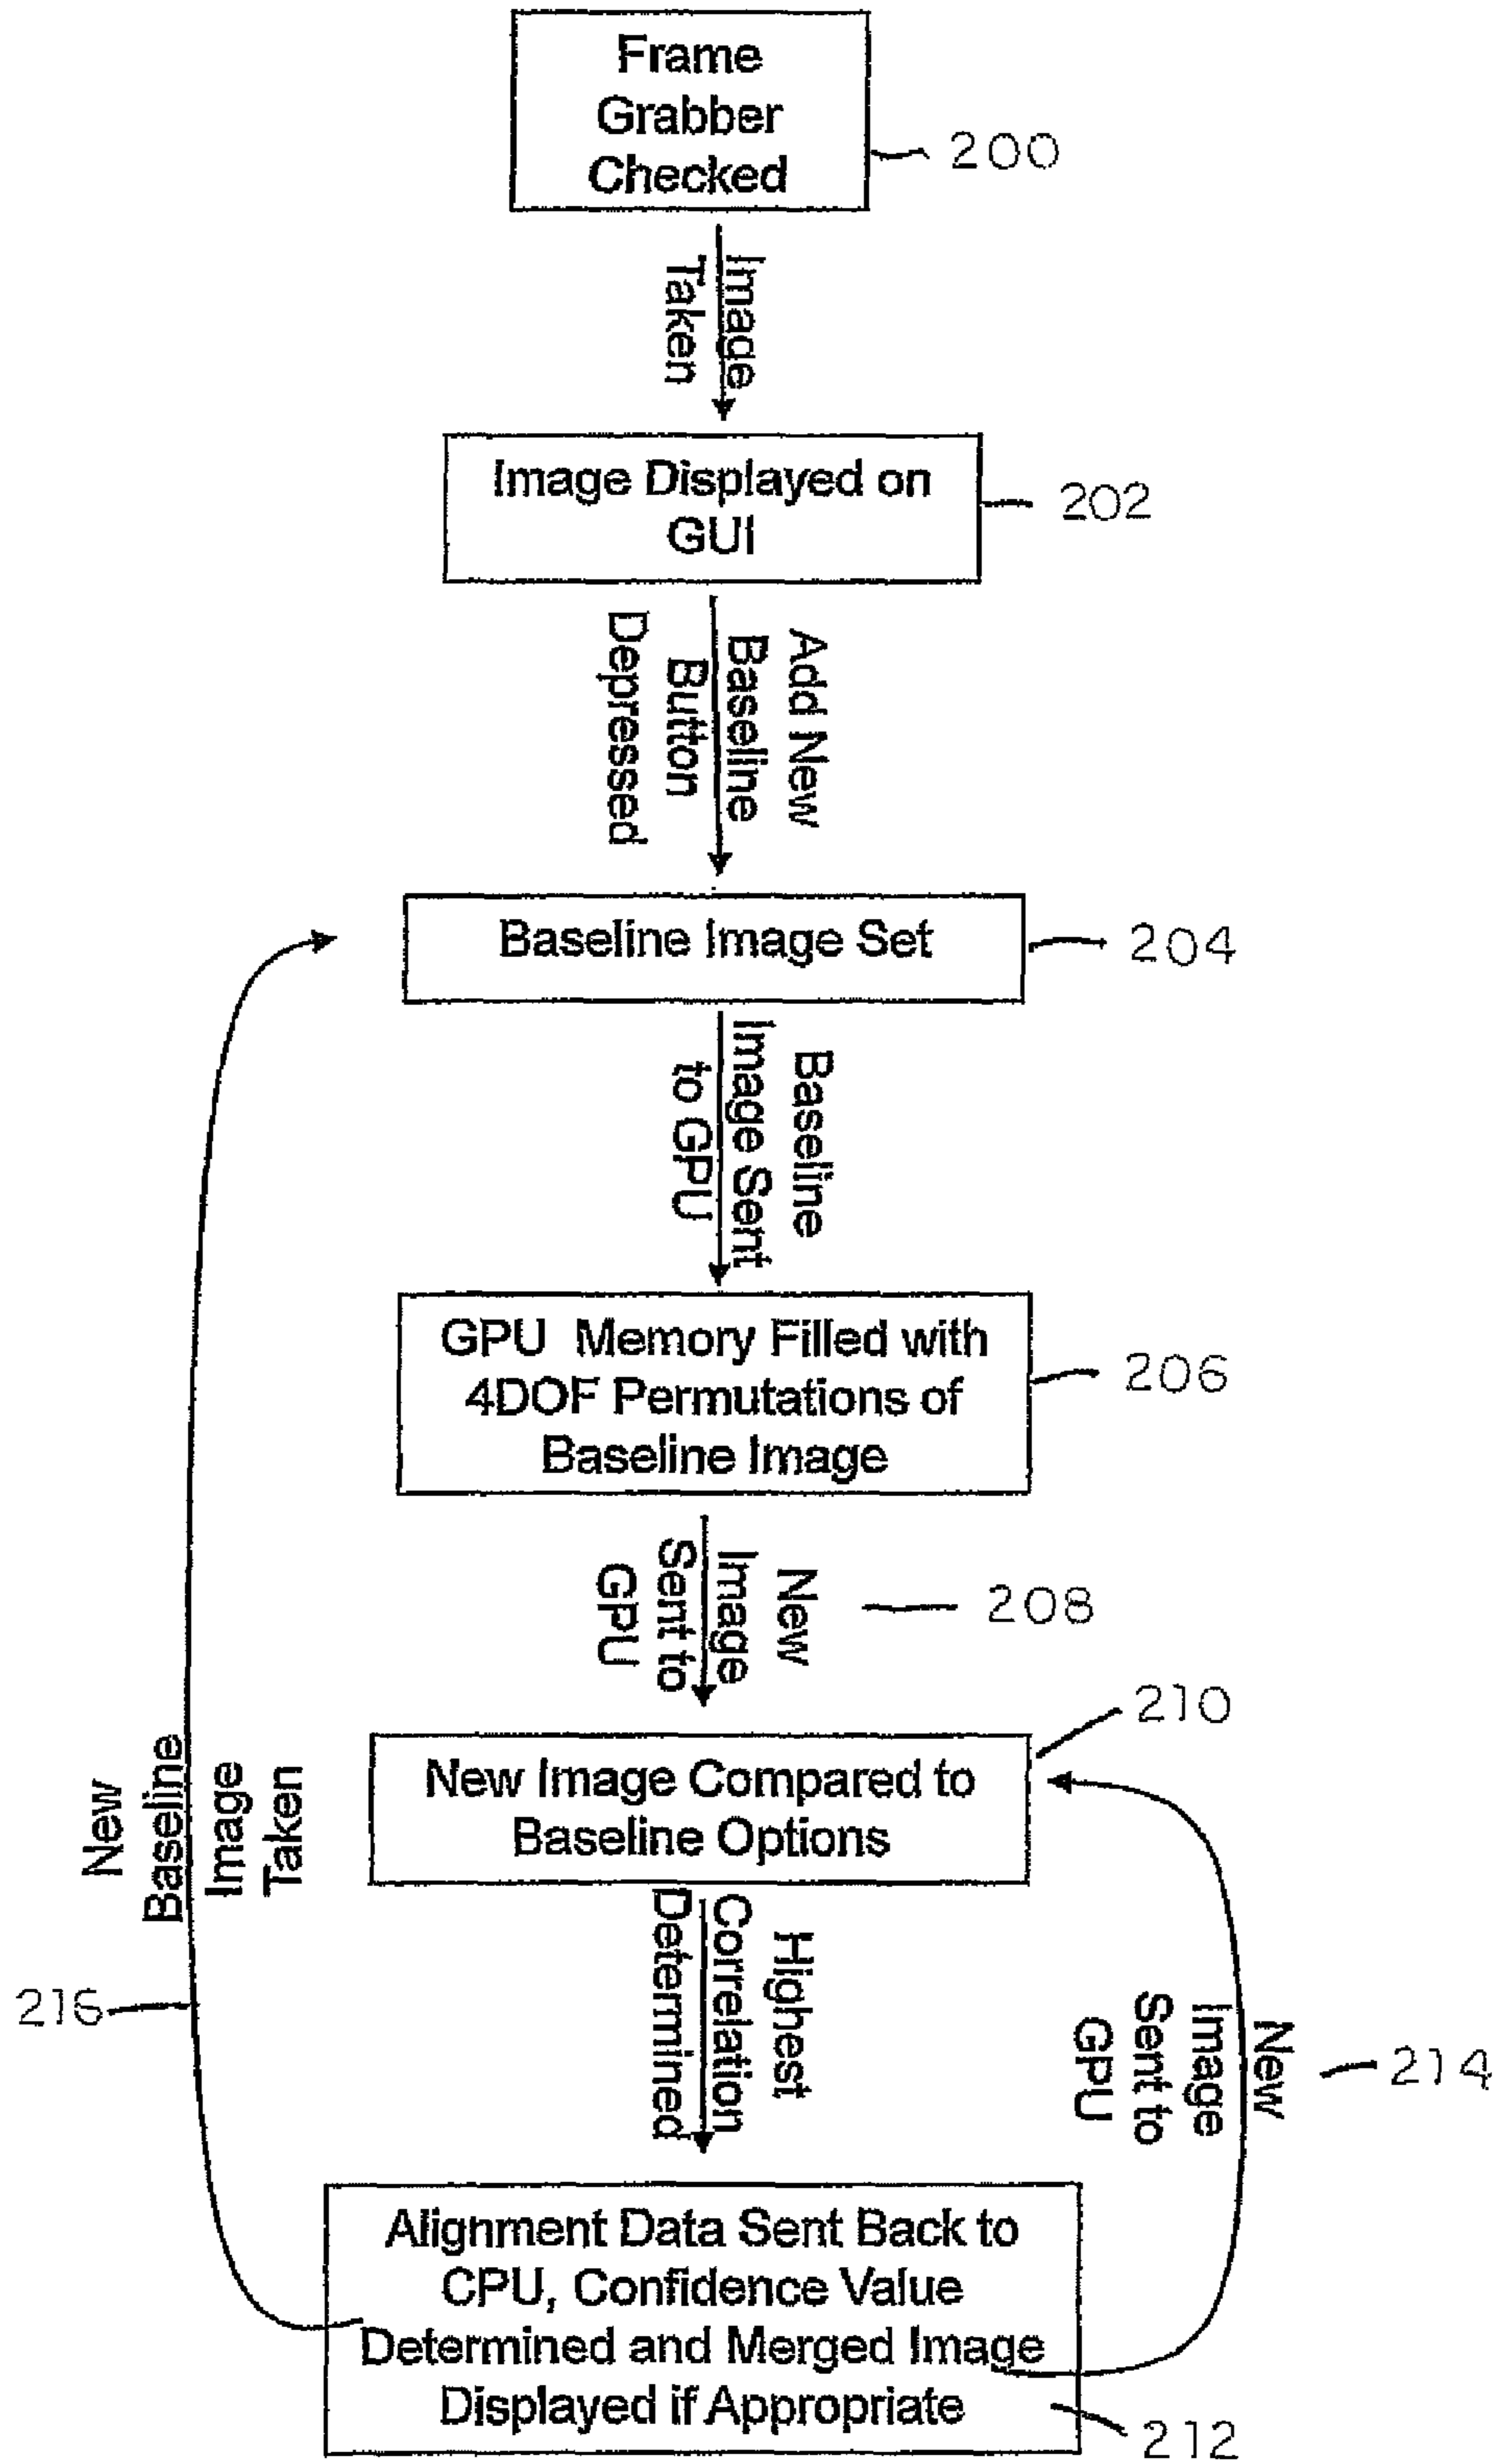 Frame
Grabber
Checked
200
Image
Taken
Image Displayed on
GUI
202
Add New
Baseline
Button
Depressed
Baseline Image Set
204
Baseline
Image Sent
to GPU
GPU Memory Filled with
4DOF Permutations of
Baseline Image
206
New
Image
Sent to
GPU
208
210
New Image Compared to
Baseline Options
New
Baseline
Image
Taken
216
Highest
Correlation
Determined
New
Image
Sent to
GPU
214
Alignment Data Sent Back to
CPU, Confidence Value
Determined and Merged Image
Displayed if Appropriate
212